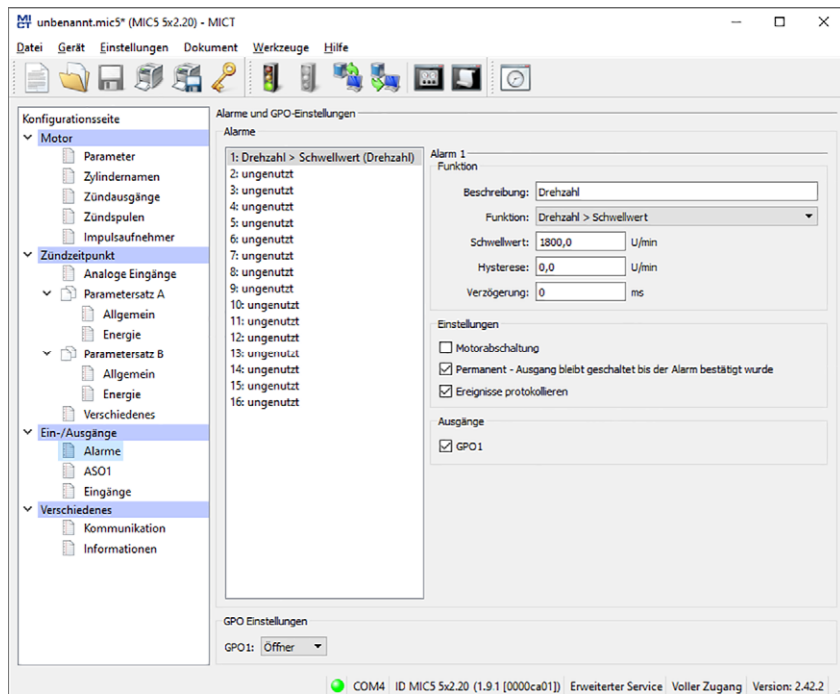 unbenannt.mic5* (MIC5 5x2.20) - MICT
Datei Gerät Einstellungen Dokument Werkzeuge Hilfe
Konfigurationsseite
Motor
Parameter
Zylindernamen
Zündausgänge
Zündspulen
Impulsaufnehmer
Zündzeitpunkt
Analoge Eingänge
Parametersatz A
Allgemein
Energie
Parametersatz B
Allgemein
Energie
Verschiedenes
Ein-/Ausgänge
Alarme
ASO1
Eingänge
Verschiedenes
Kommunikation
Informationen
Alarme und GPO-Einstellungen
Alarme
1: Drehzahl > Schwellwert (Drehzahl)
2: ungenutzt
3: ungenutzt
4: ungenutzt
5: ungenutzt
6: ungenutzt
7: ungenutzt
8: ungenutzt
9: ungenutzt
10: ungenutzt
11: ungenutzt
12: ungenutzt
13: ungenutzt
14: ungenutzt
15: ungenutzt
16: ungenutzt
Alarm 1
Funktion
Beschreibung: Drehzahl
Funktion: Drehzahl > Schwellwert
Schwellwert: 1800,0 U/min
Hysterese: 0,0 U/min
Verzögerung: 0 ms
Einstellungen
Motorabschaltung
Permanent - Ausgang bleibt geschaltet bis der Alarm bestätigt wurde
Ereignisse protokollieren
Ausgänge
GPO1
GPO Einstellungen
GPO1: Öffner
COM4 ID MIC5 5x2.20 (1.9.1 [0000ca01]) Erweiterter Service Voller Zugang Version: 2.42.2